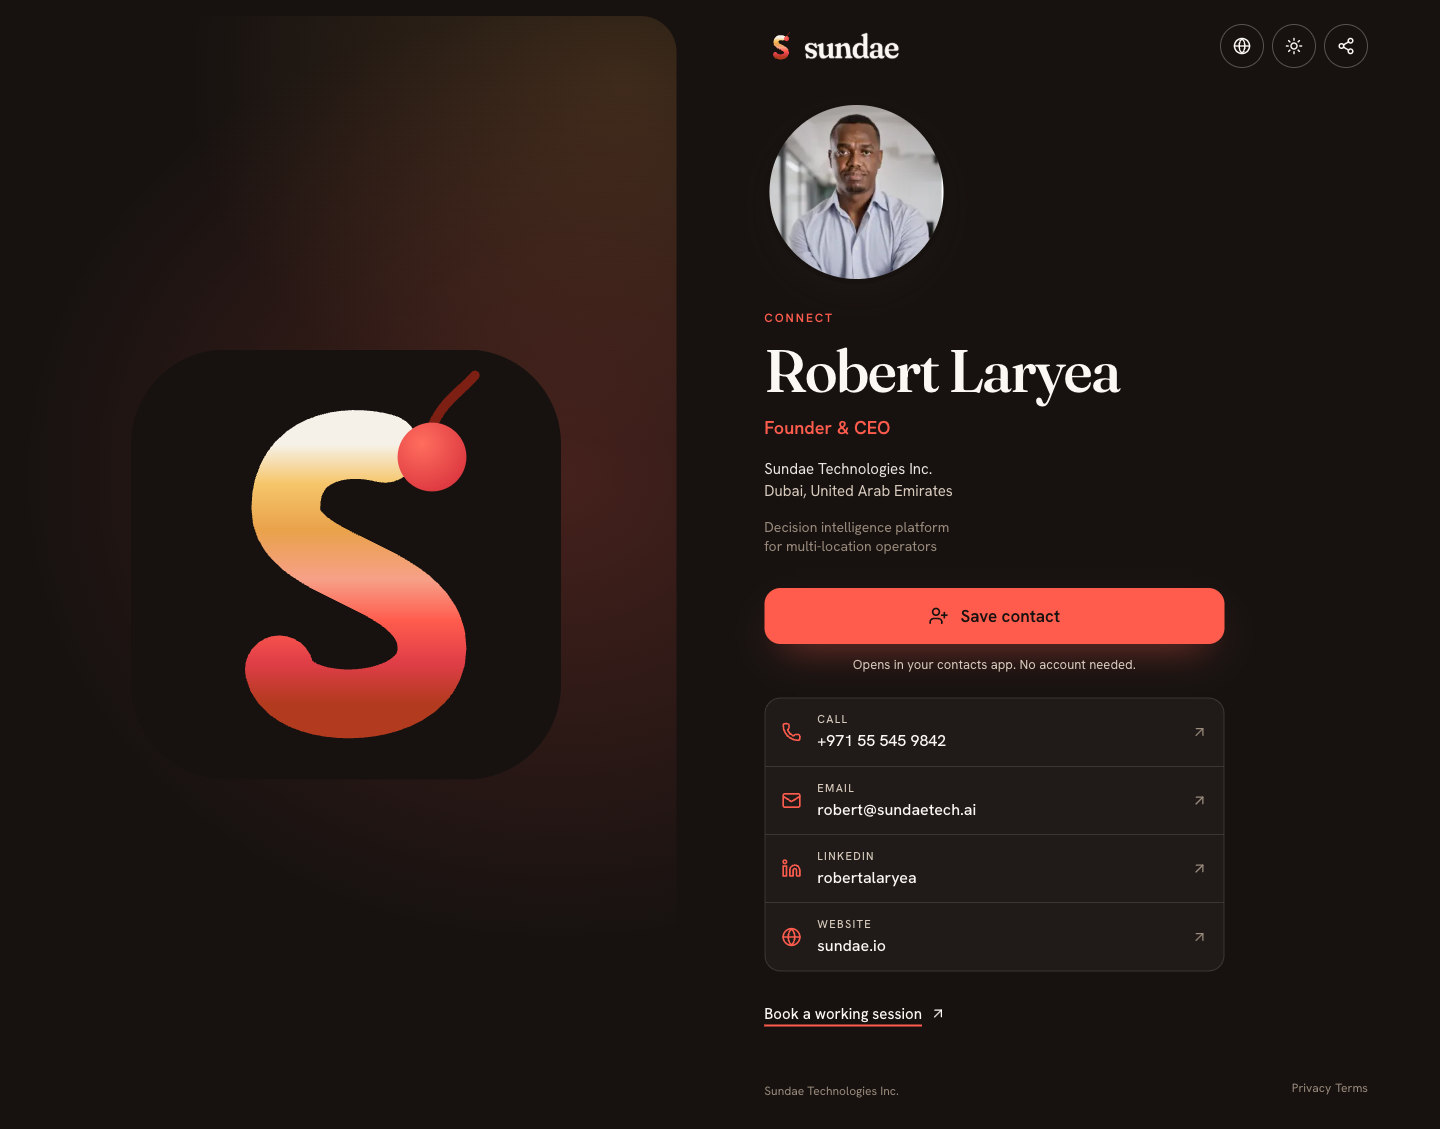 sundae
CONNECT
Robert Laryea
Founder & CEO
Sundae Technologies Inc.
Dubai, United Arab Emirates
Decision intelligence platform
for multi-location operators
Save contact
Opens in your contacts app. No account needed.
CALL
+971 55 545 9842
EMAIL
robert@sundaetech.ai
LINKEDIN
robertalaryea
WEBSITE
sundae.io
Book a working session
Sundae Technologies Inc.
Privacy Terms